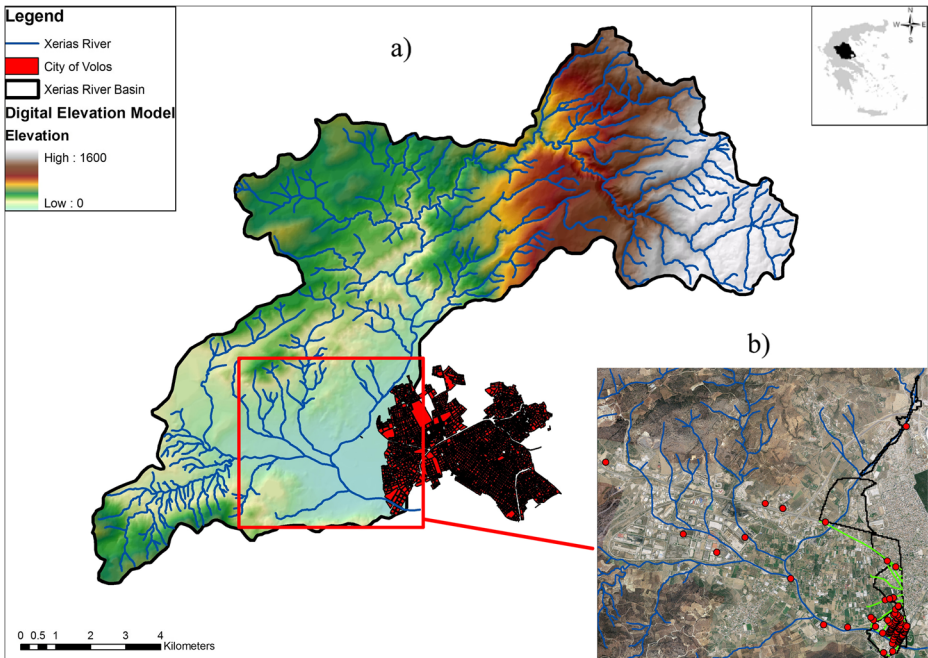 Legend
Xerias River
City of Volos
Xerias River Basin
Digital Elevation Model
Elevation
High : 1600
Low : 0
a)
N
W E
S
b)
0 0.5 1 2 3 4
Kilometers